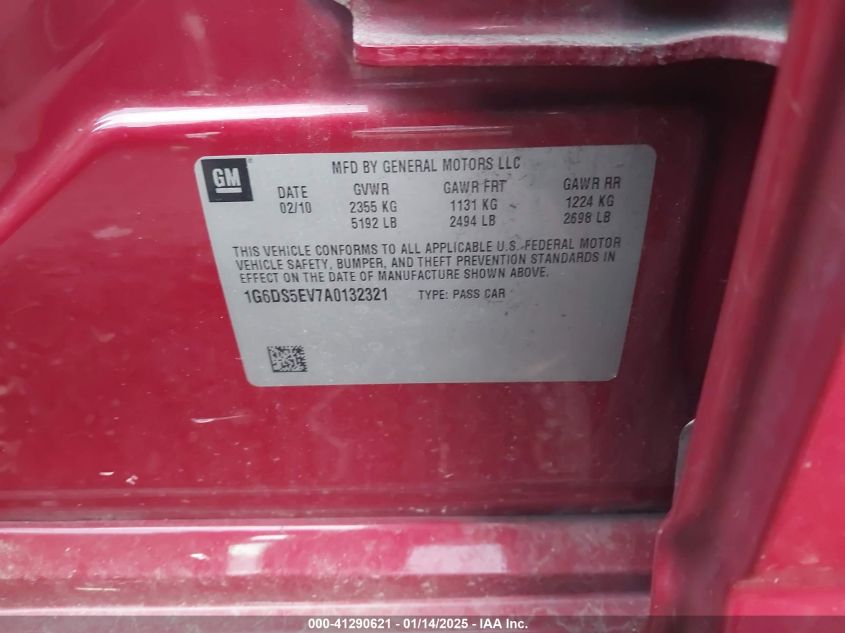 GM
MFD BY GENERAL MOTORS LLC
DATE GVWR GAWR FRT GAWR RR
02/10 2355 KG 1131 KG 1224 KG
5192 LB 2494 LB 2698 LB
THIS VEHICLE CONFORMS TO ALL APPLICABLE U.S. FEDERAL MOTOR
VEHICLE SAFETY, BUMPER, AND THEFT PREVENTION STANDARDS IN
EFFECT ON THE DATE OF MANUFACTURE SHOWN ABOVE.
1G6DS5EV7A0132321 TYPE: PASS CAR
000-41290621 - 01/14/2025 - IAA Inc.